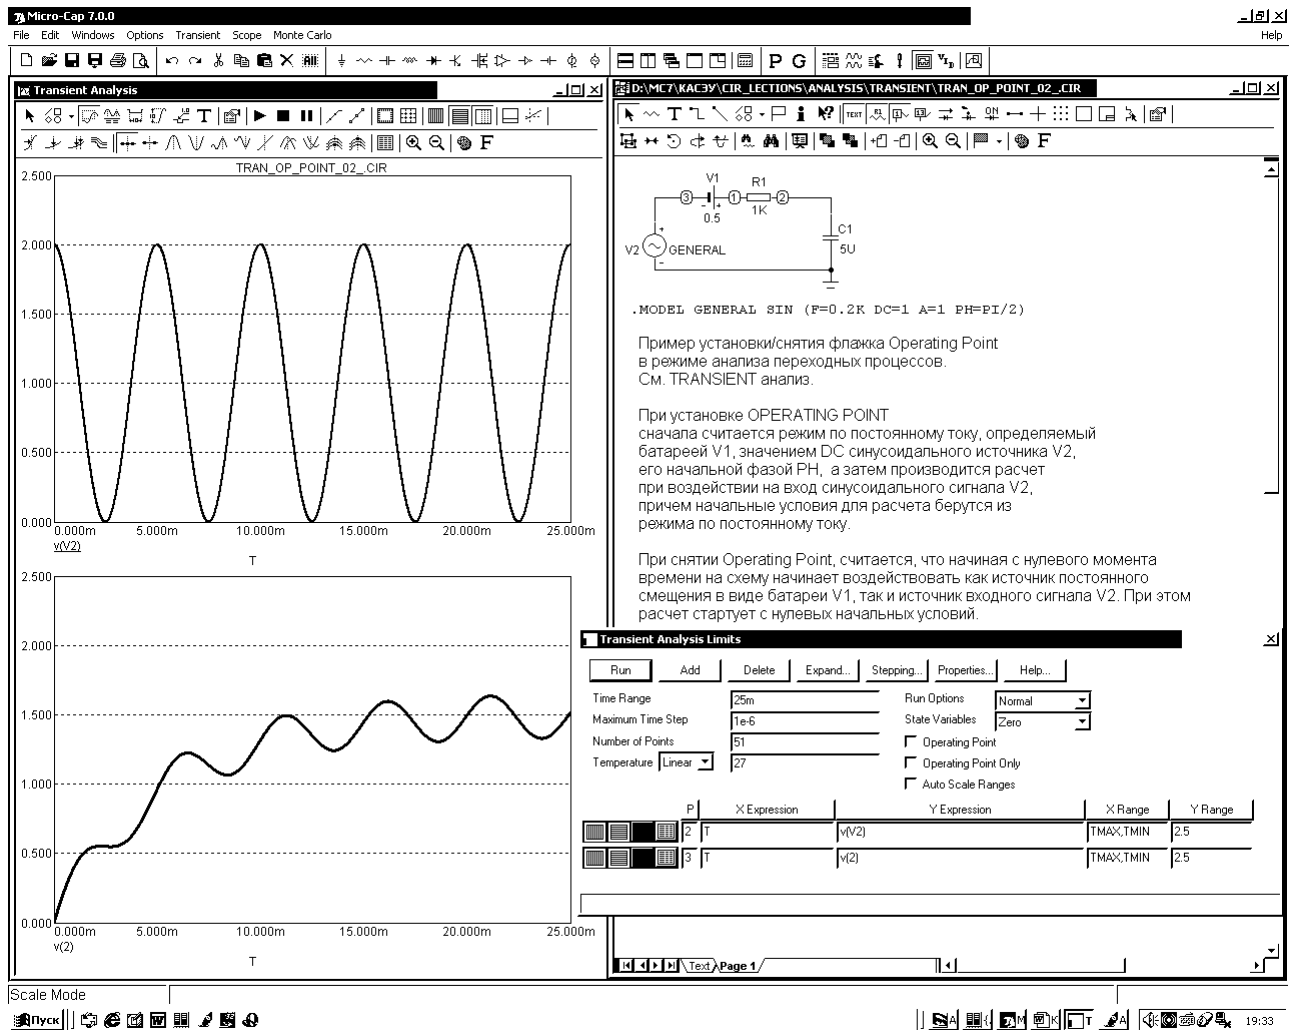 Micro-Cap 7.0.0
File Edit Windows Options Transient Scope Monte Carlo Help
P G
Transient Analysis
T
F
TRAN_OP_POINT_02_.CIR
2.500
2.000
1.500
1.000
0.500
0.000
0.000m 5.000m 10.000m 15.000m 20.000m 25.000m
v(V2)
T
2.500
2.000
1.500
1.000
0.500
0.000
0.000m 5.000m 10.000m 15.000m 20.000m 25.000m
v(2)
T
D:\MC7\КАСЭУ\CIR_LECTIONS\ANALYSIS\TRANSIENT\TRAN_OP_POINT_02_.CIR
T TEXT ON
F
V1
R1
3 1 2
0.5
1K
C1
5U
V2 GENERAL
.MODEL GENERAL SIN (F=0.2K DC=1 A=1 PH=PI/2)
Пример установки/снятия флажка Operating Point
в режиме анализа переходных процессов.
См. TRANSIENT анализ.
При установке OPERATING POINT
сначала считается режим по постоянному току, определяемый
батареей V1, значением DC синусоидального источника V2,
его начальной фазой PH, а затем производится расчет
при воздействии на вход синусоидального сигнала V2,
причем начальные условия для расчета берутся из
режима по постоянному току.
При снятии Operating Point, считается, что начиная с нулевого момента
времени на схему начинает воздействовать как источник постоянного
смещения в виде батареи V1, так и источник входного сигнала V2. При этом
расчет стартует с нулевых начальных условий.
Transient Analysis Limits
Run Add Delete Expand... Stepping... Properties... Help...
Time Range 25m Run Options Normal
Maximum Time Step 1e-6 State Variables Zero
Number of Points 51 Operating Point
Temperature Linear 27 Operating Point Only
Auto Scale Ranges
P X Expression Y Expression X Range Y Range
2 T v(V2) TMAX,TMIN 2.5
3 T v(2) TMAX,TMIN 2.5
Text Page 1
Scale Mode
Пуск
19:33